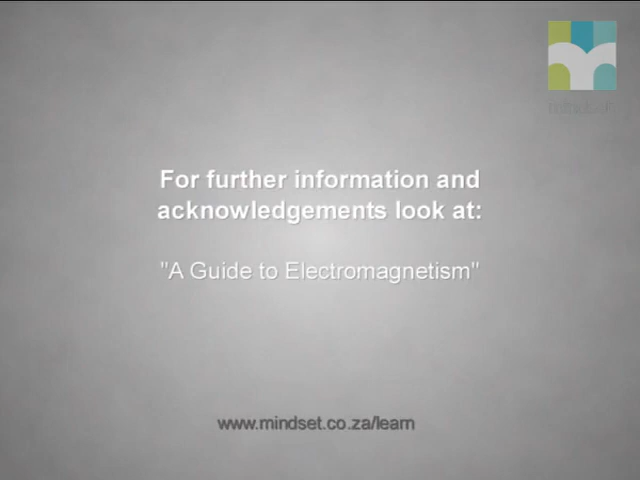 For further information and
acknowledgements look at:
"A Guide to Electromagnetism"
www.mindset.co.za/learn